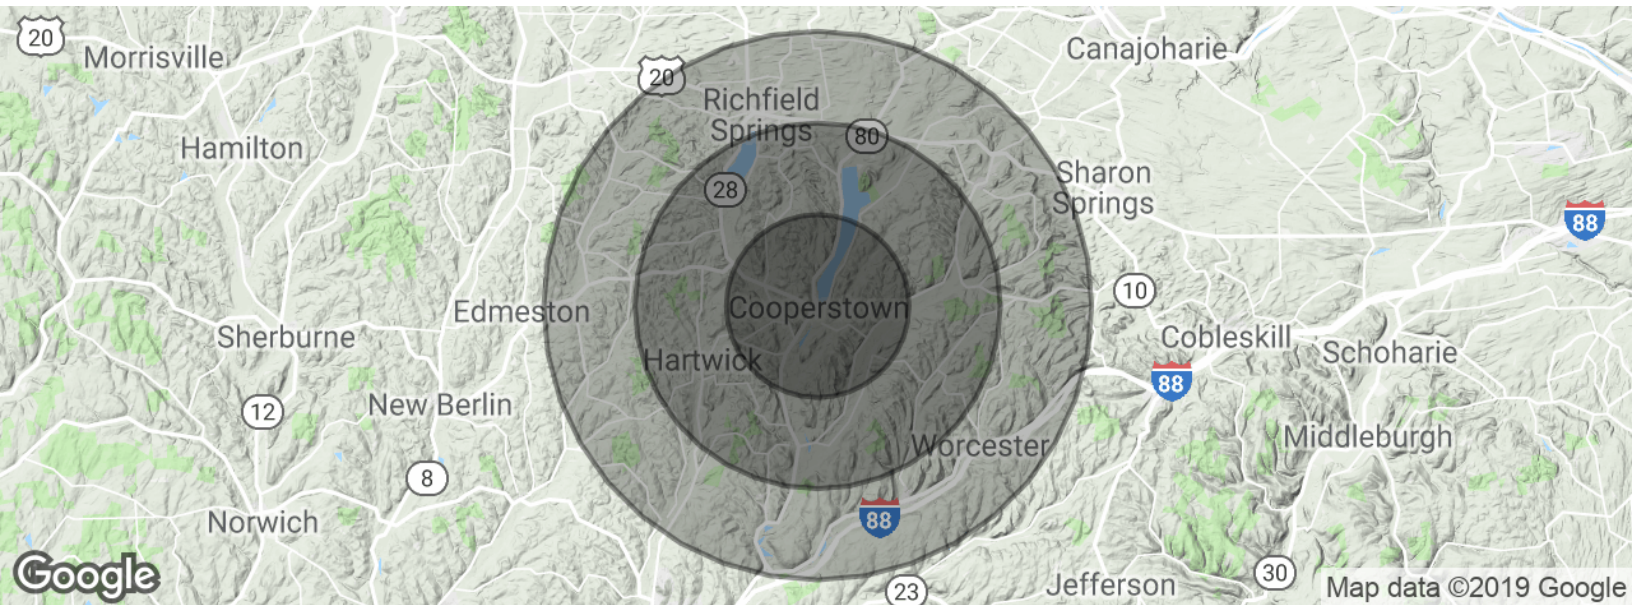 20
Morrisville
Canajoharie
20
Richfield
Springs
80
Hamilton
Sharon
Springs
28
88
10
Edmeston
Cooperstown
Sherburne
Cobleskill
Schoharie
Hartwick
88
12
New Berlin
Worcester
Middleburgh
8
Norwich
88
Google
Jefferson
30
23
Map data ©2019 Google